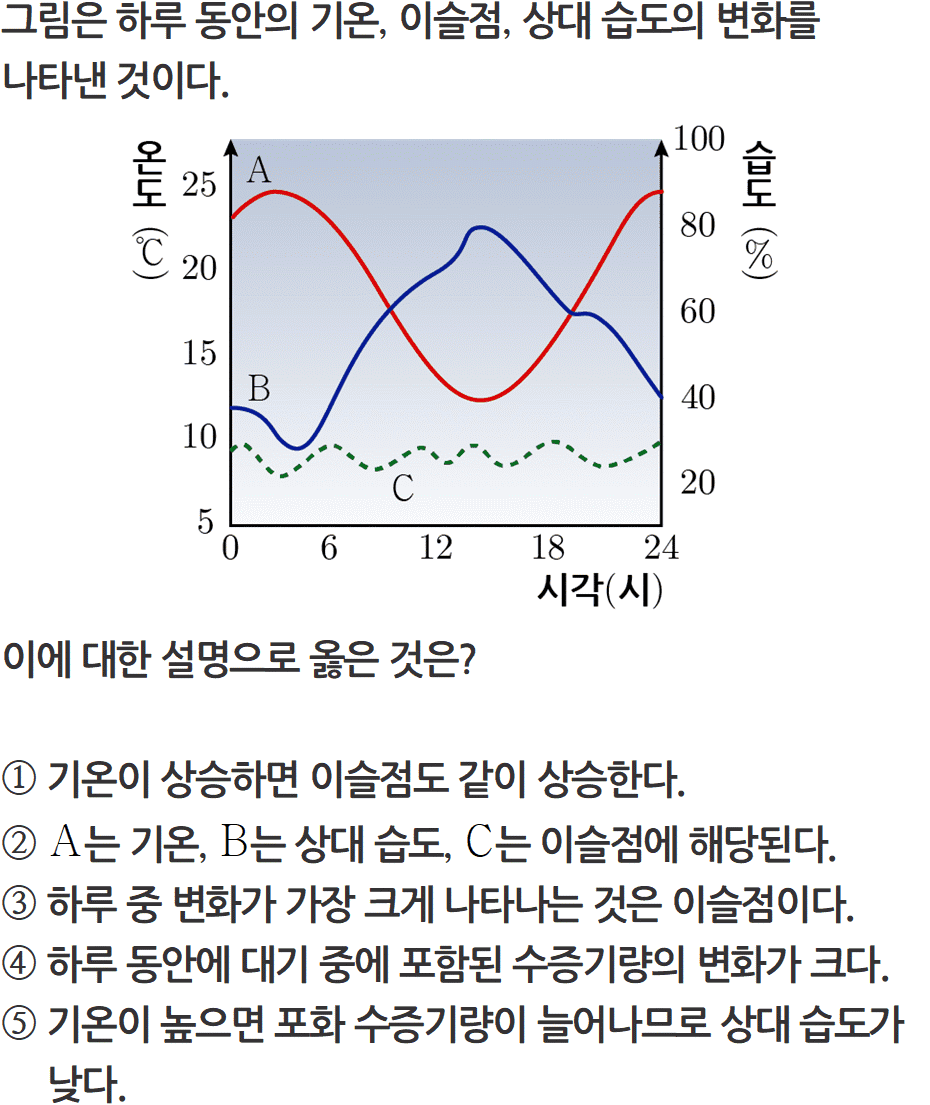 그림은 하루 동안의 기온, 이슬점, 상대 습도의 변화를
나타낸 것이다.
온도 (℃)
습도 (%)
100
A
25
80
20
60
15
B
40
10
C
20
5
0 6 12 18 24
시각(시)
이에 대한 설명으로 옳은 것은?
① 기온이 상승하면 이슬점도 같이 상승한다.
② A는 기온, B는 상대 습도, C는 이슬점에 해당된다.
③ 하루 중 변화가 가장 크게 나타나는 것은 이슬점이다.
④ 하루 동안에 대기 중에 포함된 수증기량의 변화가 크다.
⑤ 기온이 높으면 포화 수증기량이 늘어나므로 상대 습도가
낮다.